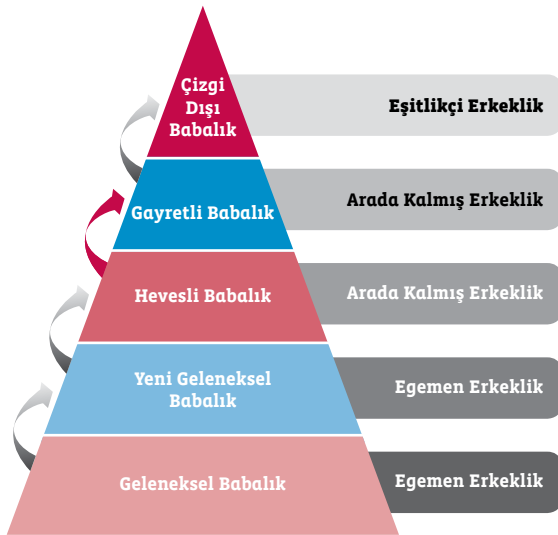 Çizgi
Dışı
Babalık
Eşitlikçi Erkeklik
Gayretli Babalık
Arada Kalmış Erkeklik
Hevesli Babalık
Arada Kalmış Erkeklik
Yeni Geleneksel
Babalık
Egemen Erkeklik
Geleneksel Babalık
Egemen Erkeklik